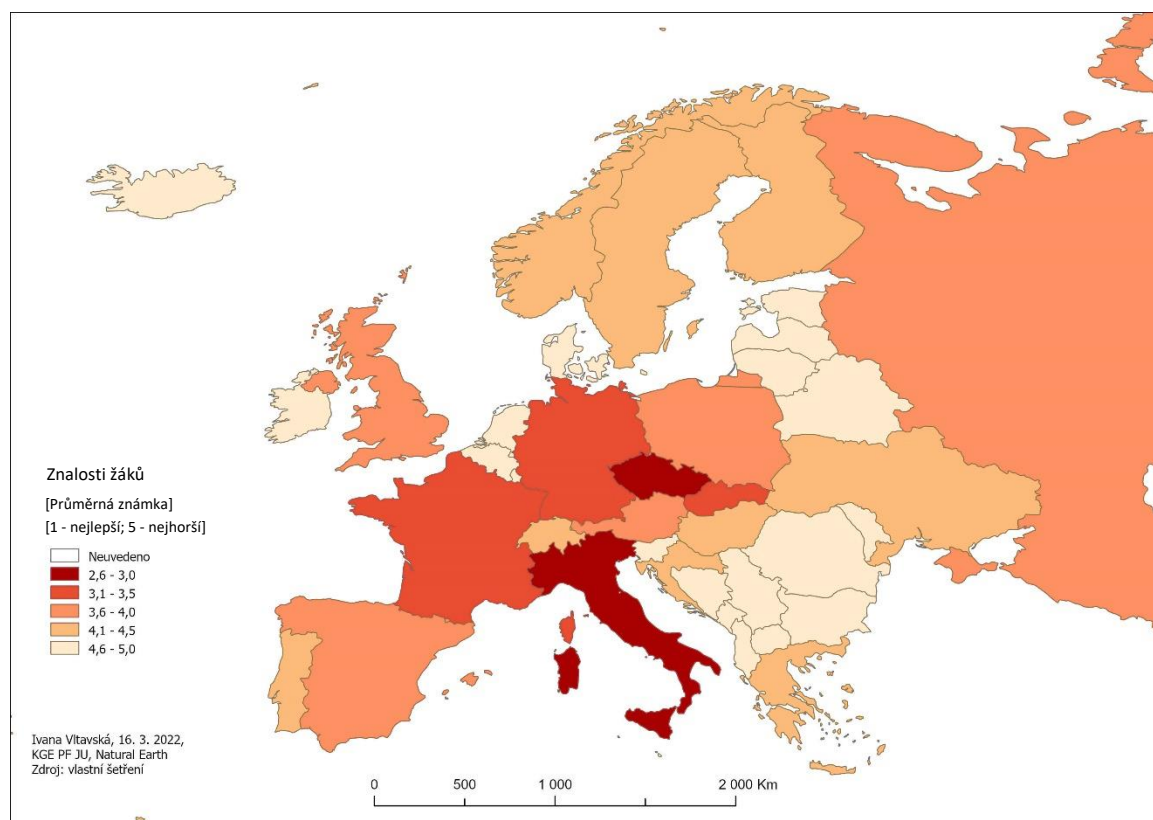 Znalosti žáků
[Průměrná známka]
[1 - nejlepší; 5 - nejhorší]
Neuvedeno
2,6 - 3,0
3,1 - 3,5
3,6 - 4,0
4,1 - 4,5
4,6 - 5,0
Ivana Vltavská, 16. 3. 2022,
KGE PF JU, Natural Earth
Zdroj: vlastní šetření
0 500 1 000 2 000 Km